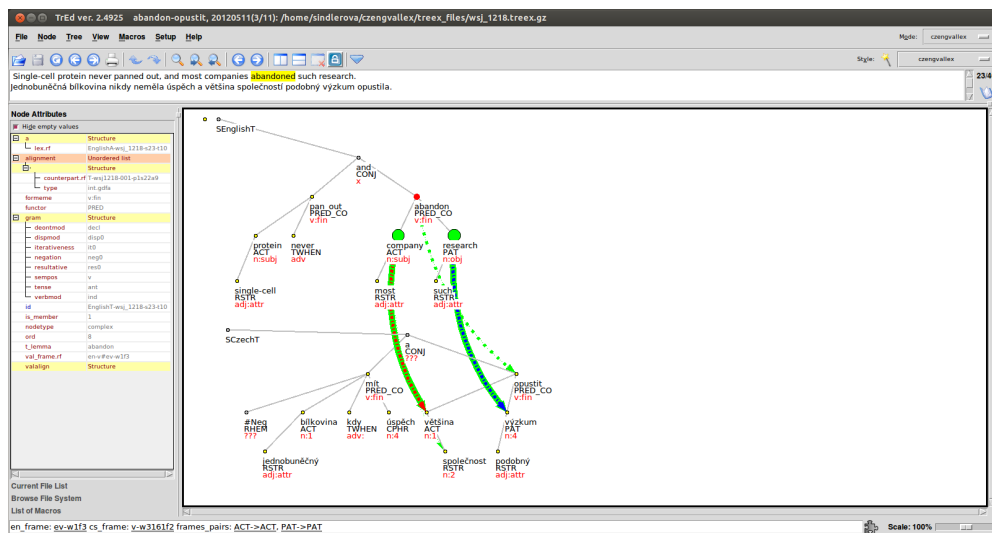 TrEd ver. 2.4925 abandon-opustit, 20120511(3/11): /home/sindlerova/czengvallex/treex_files/wsj_1218.treex.gz
File Node Tree View Macros Setup Help
Mode: czengvallex
Style: czengvallex
Single-cell protein never panned out, and most companies abandoned such research.
Jednobuněčná bílkovina nikdy neměla úspěch a většina společností podobný výzkum opustila.
23/4
Node Attributes
Hide empty values
a Structure
lex.rf EnglishA-wsj_1218-s23-t10
alignment Unordered list
Structure
counterpart.rf T-wsj1218-001-p1s22a9
type int.gdfa
formeme v:fin
functor PRED
gram Structure
deontmod decl
dispmod disp0
iterativeness it0
negation neg0
resultative res0
sempos v
tense ant
verbmod ind
id EnglishT-wsj_1218-s23-t10
is_member 1
nodetype complex
ord 8
t_lemma abandon
val_frame.rf en-v#ev-w1f3
valalign Structure
Current File List
Browse File System
List of Macros
SEnglishT
and
CONJ
x
pan_out
PRED_CO
v:fin
abandon
PRED_CO
v:fin
protein
ACT
n:subj
never
TWHEN
adv
company
ACT
n:subj
research
PAT
n:obj
single-cell
RSTR
adj:attr
most
RSTR
adj:attr
such
RSTR
adj:attr
SCzechT
a
CONJ
???
mít
PRED_CO
v:fin
opustit
PRED_CO
v:fin
#Neg
RHEM
???
bílkovina
ACT
n:1
kdy
TWHEN
adv:
úspěch
CPHR
n:4
většina
ACT
n:1
výzkum
PAT
n:4
jednobuněčný
RSTR
adj:attr
společnost
RSTR
n:2
podobný
RSTR
adj:attr
en_frame: ev-w1f3 cs_frame: v-w3161f2 frames_pairs: ACT->ACT, PAT->PAT
Scale: 100%